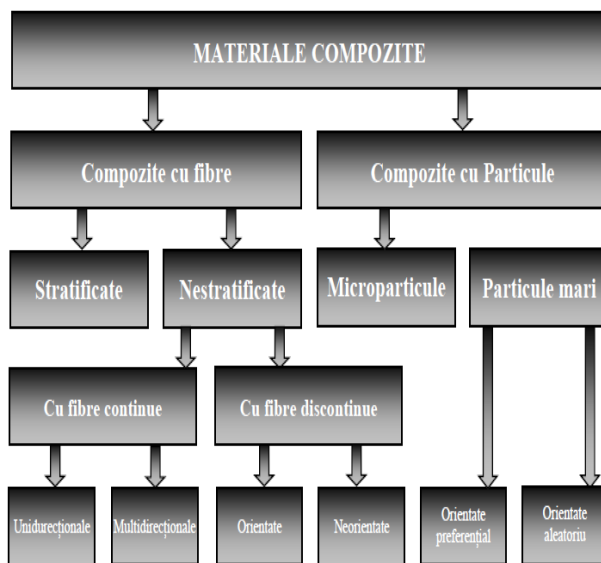 MATERIALE COMPOZITE
Compozite cu fibre
Compozite cu Particule
Stratificate
Nestratificate
Microparticule
Particule mari
Cu fibre continue
Cu fibre discontinue
Unidurecționale
Multidirecționale
Orientate
Neorientate
Orientate
preferențial
Orientate
aleatoriu